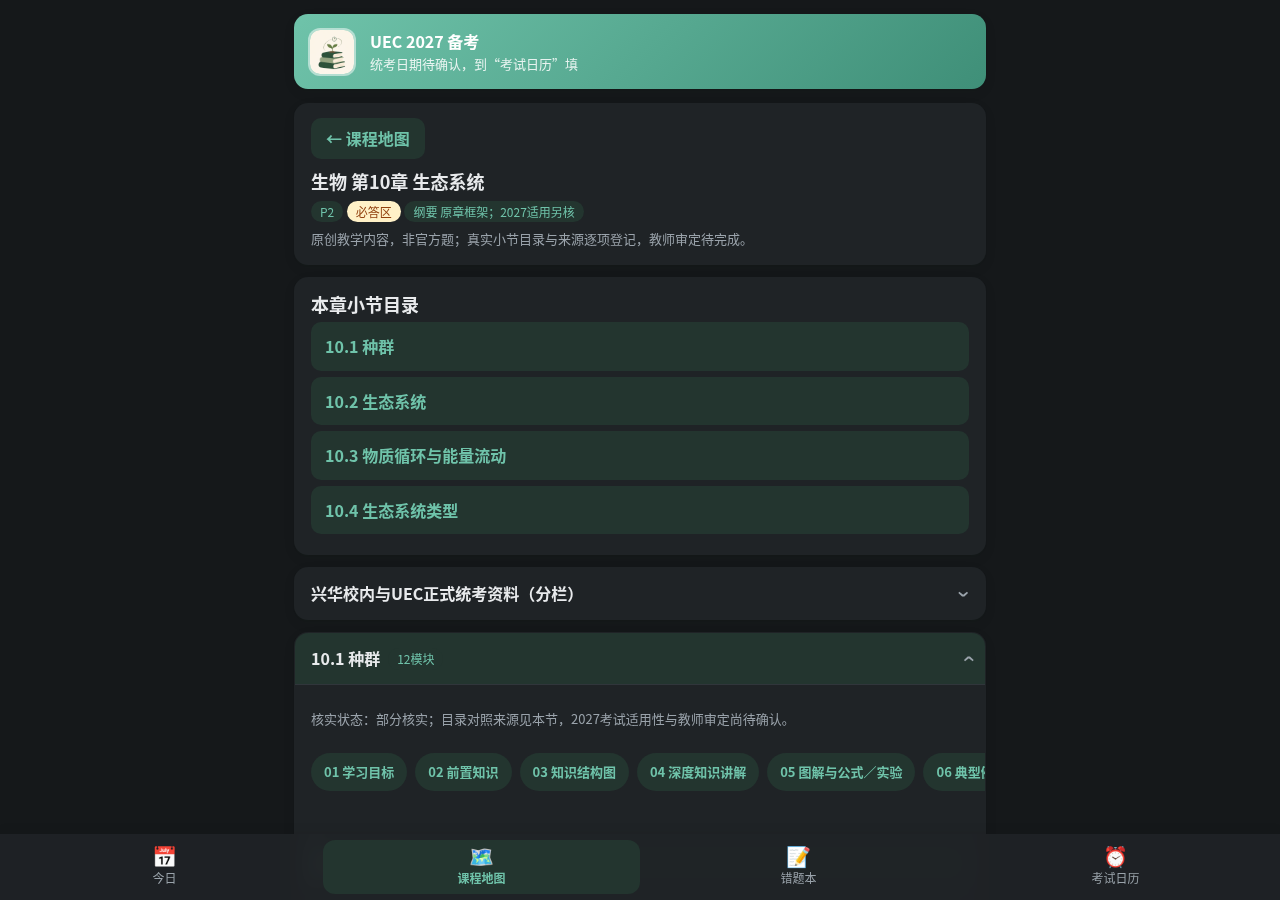 UEC 2027 备考
统考日期待确认，到“考试日历”填
← 课程地图
生物 第10章 生态系统
P2 必答区 纲要 原章框架；2027适用另核
原创教学内容，非官方题；真实小节目录与来源逐项登记，教师审定待完成。
本章小节目录
10.1 种群
10.2 生态系统
10.3 物质循环与能量流动
10.4 生态系统类型
兴华校内与UEC正式统考资料（分栏）
10.1 种群 12模块
核实状态：部分核实；目录对照来源见本节，2027考试适用性与教师审定尚待确认。
01 学习目标 02 前置知识 03 知识结构图 04 深度知识讲解 05 图解与公式／实验 06 典型
今日 课程地图 错题本 考试日历